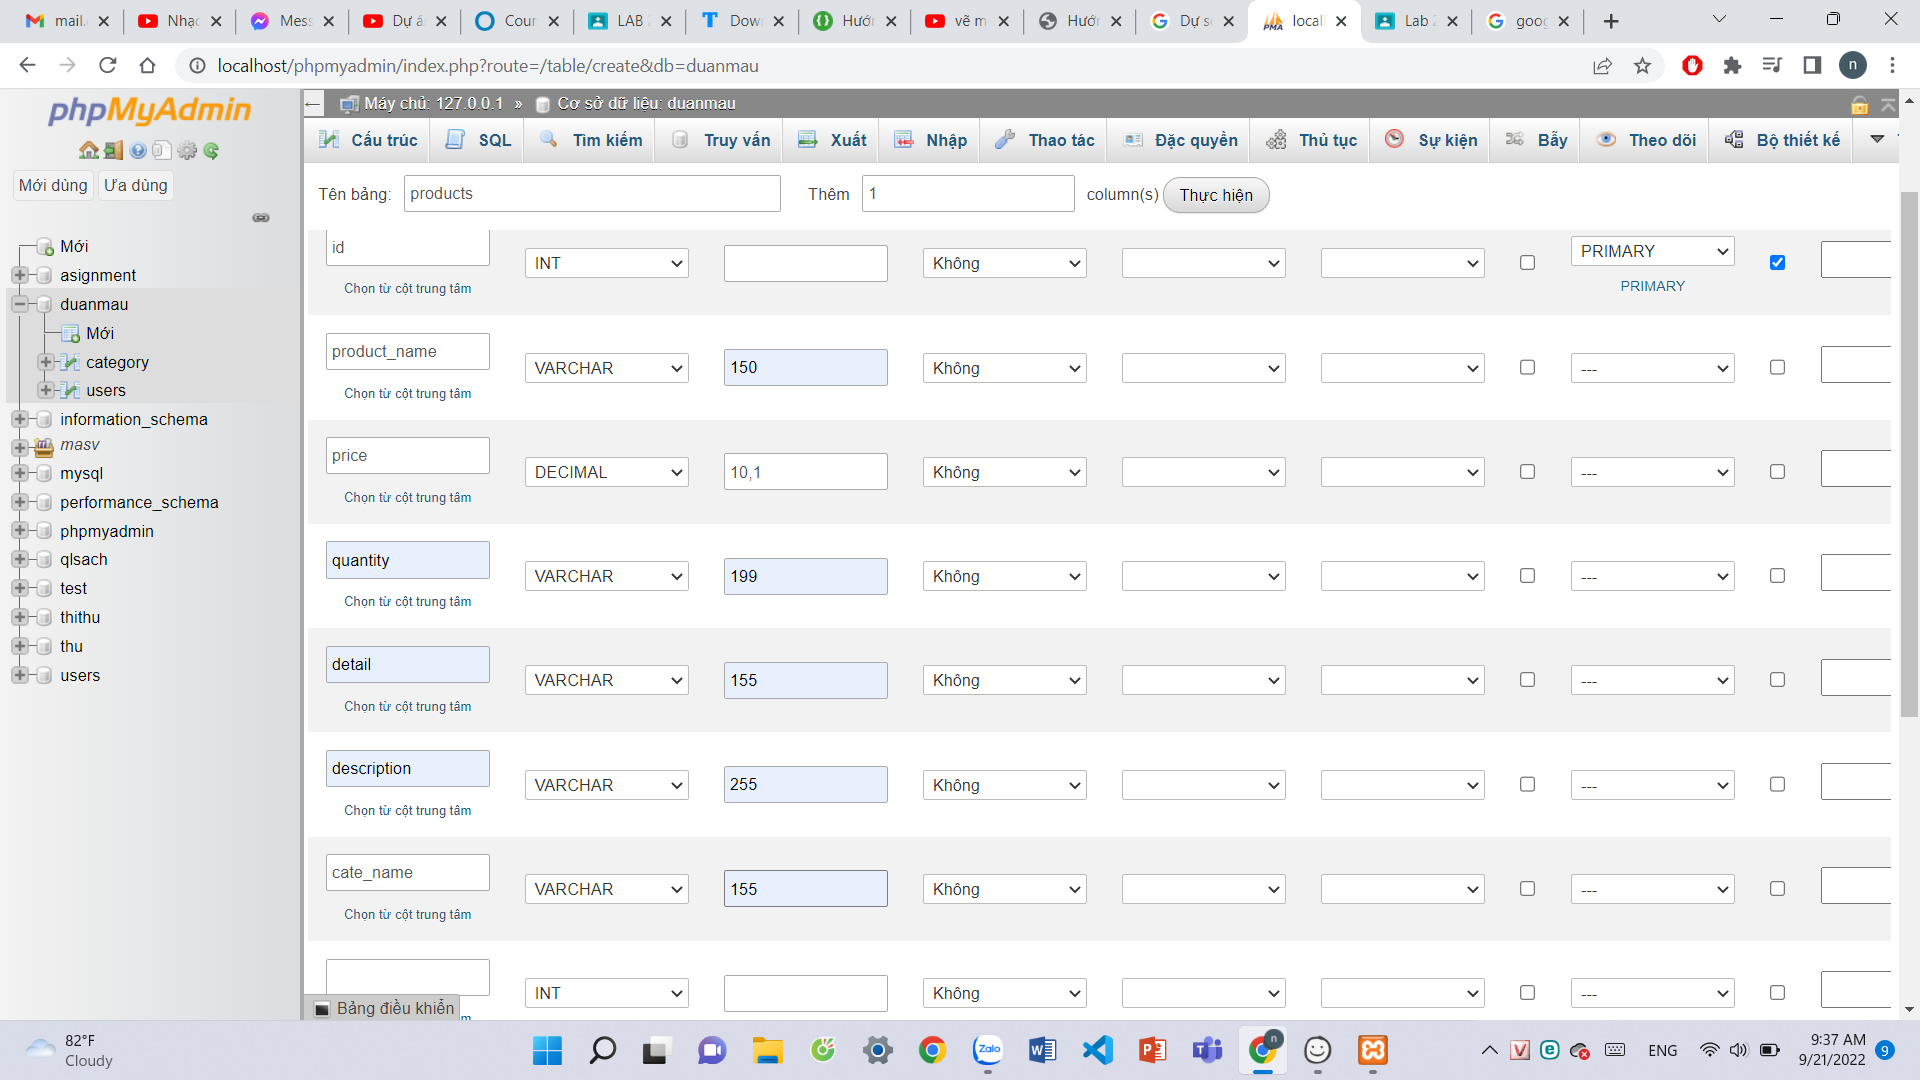 mail.
Nhạc
Mess
Dự á
Cour
LAB
Dow
Hướ
vẽ m
Hướ
Dự s
locall
Lab
goog
localhost/phpmyadmin/index.php?route=/table/create&db=duanmau
n
phpMyAdmin
Mới dùng
Ưa dùng
Mới
asignment
duanmau
Mới
category
users
information_schema
masv
mysql
performance_schema
phpmyadmin
qlsach
test
thithu
thu
users
Máy chủ: 127.0.0.1 » Cơ sở dữ liệu: duanmau
Cấu trúc SQL Tìm kiếm Truy vấn Xuất Nhập Thao tác Đặc quyền Thủ tục Sự kiện Bẫy Theo dõi Bộ thiết kế
Tên bảng: products Thêm 1 column(s) Thực hiện
id INT Không PRIMARY
Chọn từ cột trung tâm PRIMARY
product_name VARCHAR 150 Không ---
Chọn từ cột trung tâm
price DECIMAL 10,1 Không ---
Chọn từ cột trung tâm
quantity VARCHAR 199 Không ---
Chọn từ cột trung tâm
detail VARCHAR 155 Không ---
Chọn từ cột trung tâm
description VARCHAR 255 Không ---
Chọn từ cột trung tâm
cate_name VARCHAR 155 Không ---
Chọn từ cột trung tâm
INT Không ---
Bảng điều khiển
82°F
Cloudy
Zalo
n
ENG
9:37 AM
9/21/2022
9